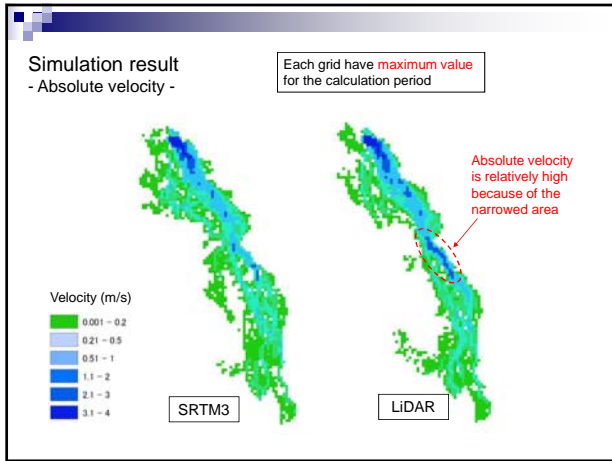 Simulation result
- Absolute velocity -
Each grid have maximum value
for the calculation period
Absolute velocity
is relatively high
because of the
narrowed area
Velocity (m/s)
0.001 - 0.2
0.21 - 0.5
0.51 - 1
1.1 - 2
2.1 - 3
3.1 - 4
SRTM3
LiDAR